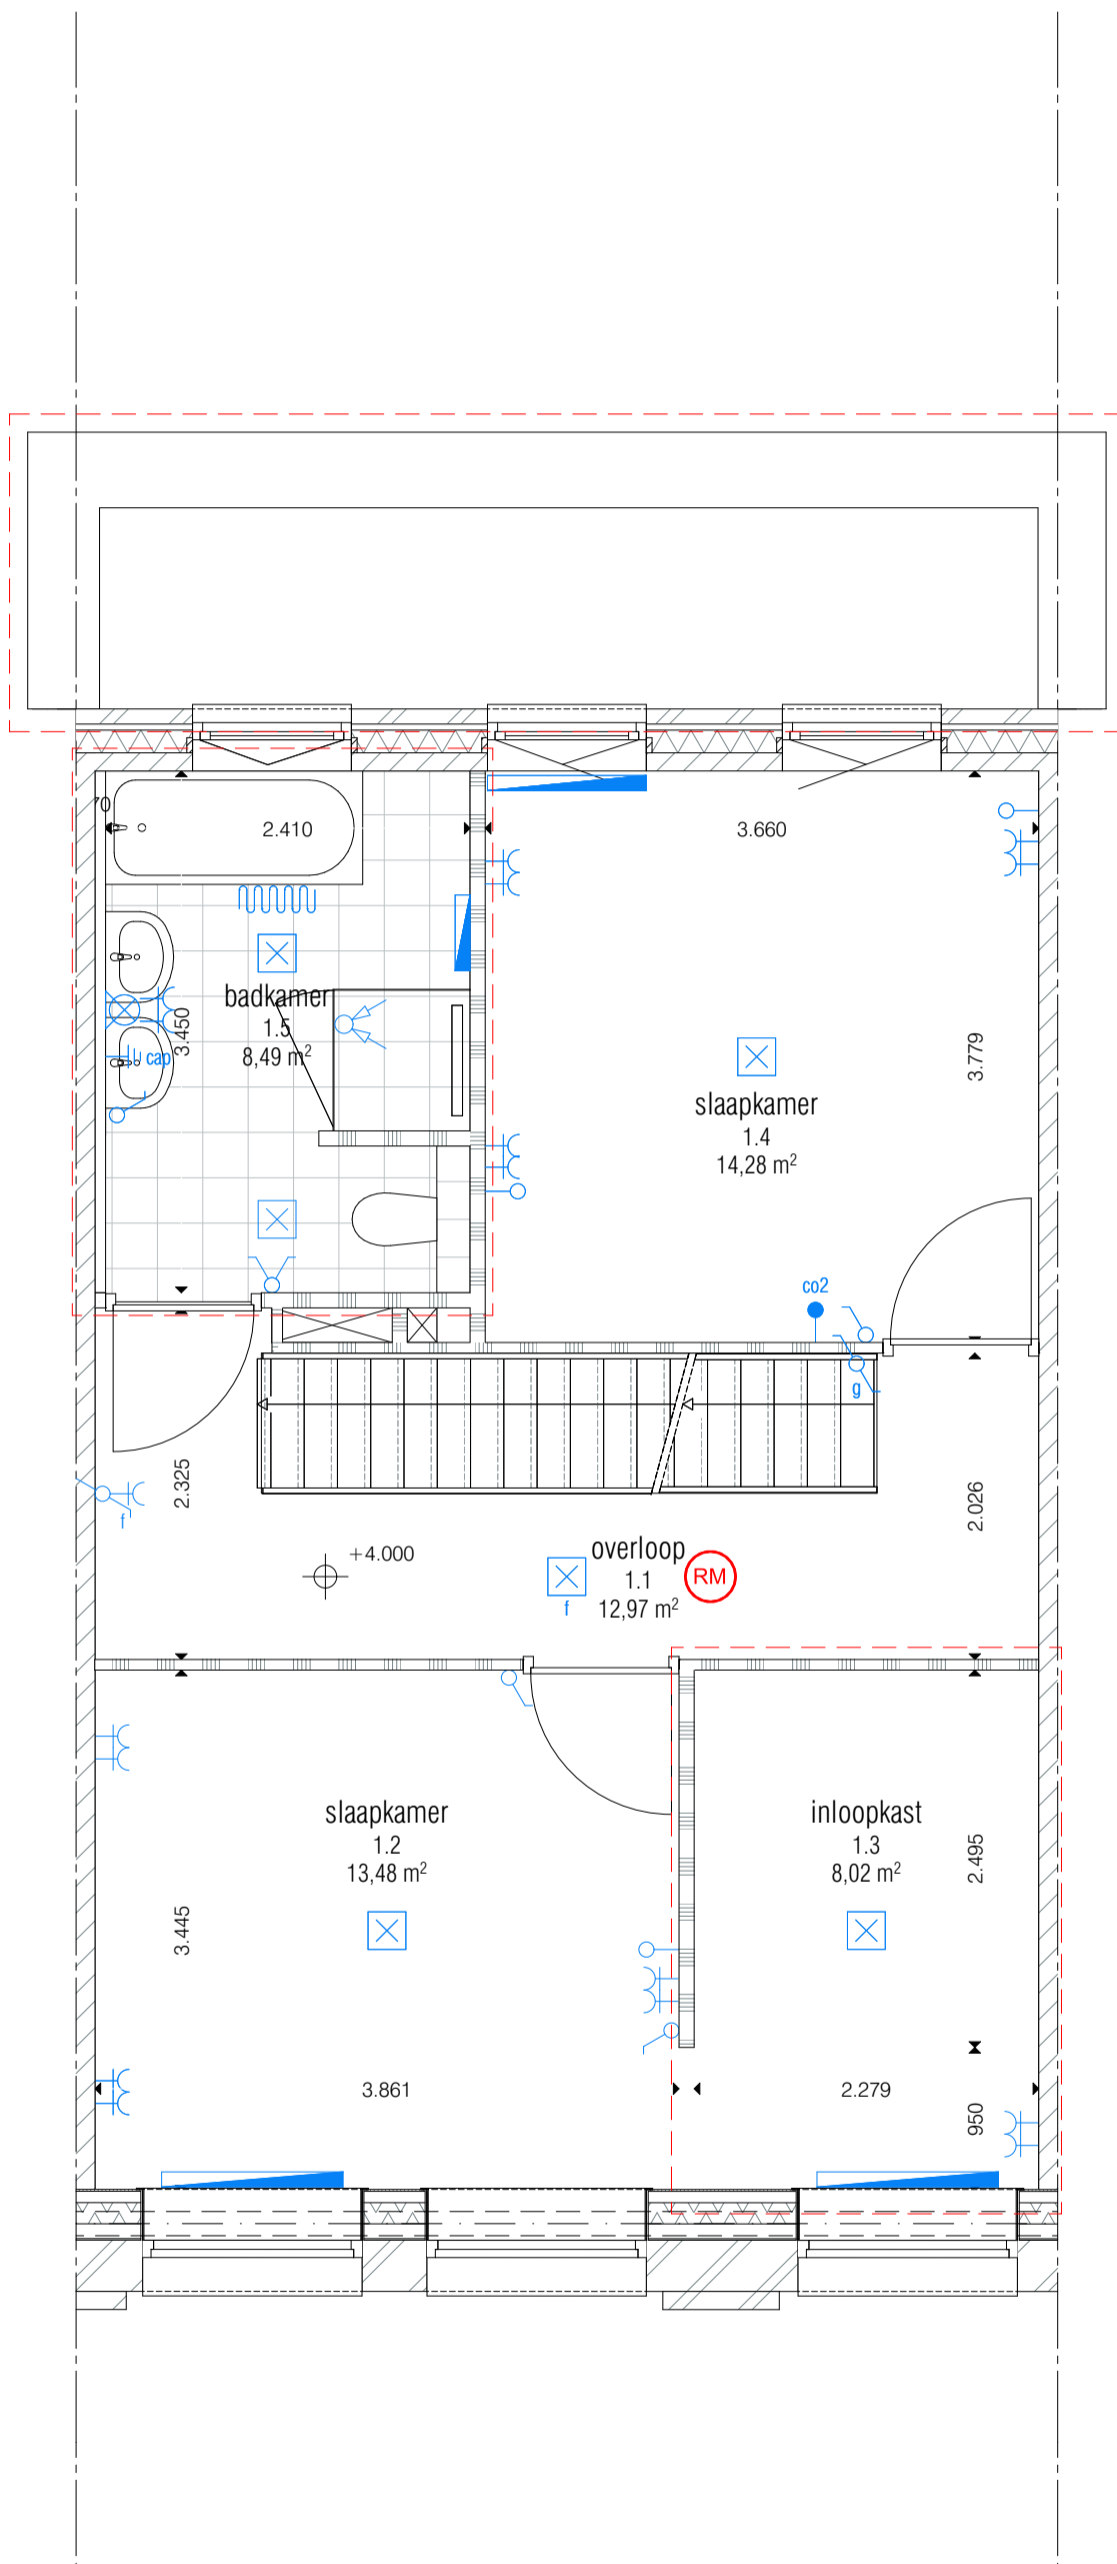 70
2.410
3.660
badkamer
1.5
8,49 m²
3.450
cap
3.779
slaapkamer
1.4
14,28 m²
co2
g
2.325
f
2.026
+4.000
overloop
1.1
12,97 m²
RM
f
slaapkamer
1.2
13,48 m²
inloopkast
1.3
8,02 m²
2.495
3.445
3.861
2.279
950